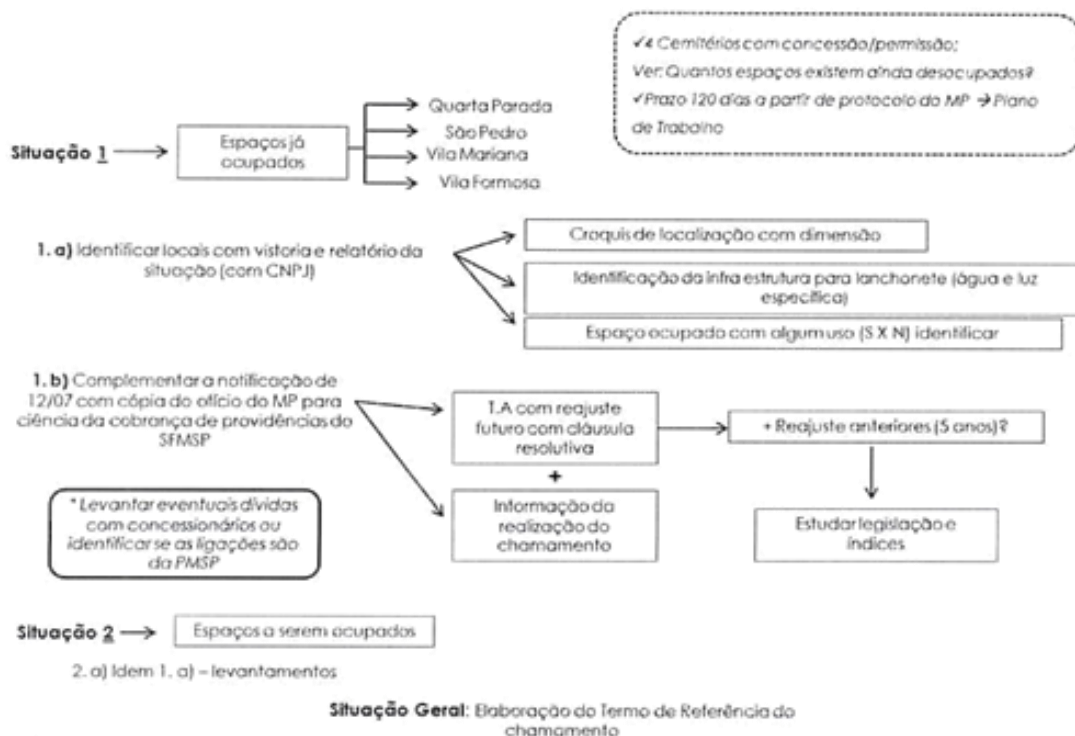 ✓4 Cemitérios com concessão/permissão;
Ver: Quantos espaços existem ainda desocupados?
✓Prazo 120 dias a partir de protocolo do MP → Plano
de Trabalho
Situação 1
Espaços já
ocupados
Quarta Parada
São Pedro
Vila Mariana
Vila Formosa
1. a) Identificar locais com vistoria e relatório da
situação (com CNPJ)
Croquis de localização com dimensão
Identificação da infra estrutura para lanchonete (água e luz
específica)
Espaço ocupado com algum uso (S X N) identificar
1. b) Complementar a notificação de
12/07 com cópia do ofício do MP para
ciência da cobrança de providências do
SFMSP
T.A com reajuste
futuro com cláusula
resolutiva
+
Informação da
realização do
chamamento
+ Reajuste anteriores (5 anos)?
Estudar legislação e
índices
* Levantar eventuais dívidas
com concessionários ou
identificar se as ligações são
da PMSP
Situação 2
Espaços a serem ocupados
2. a) Idem 1. a) – levantamentos
Situação Geral: Elaboração do Termo de Referência do
chamamento